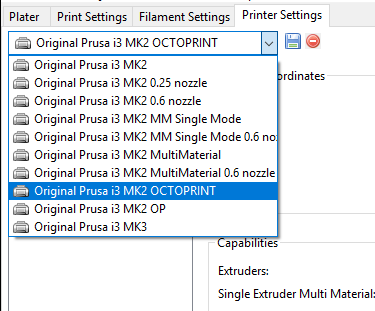 Plater Print Settings Filament Settings Printer Settings
Original Prusa i3 MK2 OCTOPRINT
Original Prusa i3 MK2
Original Prusa i3 MK2 0.25 nozzle
Original Prusa i3 MK2 0.6 nozzle
Original Prusa i3 MK2 MM Single Mode
Original Prusa i3 MK2 MM Single Mode 0.6 no
Original Prusa i3 MK2 MultiMaterial
Original Prusa i3 MK2 MultiMaterial 0.6 nozzle
Original Prusa i3 MK2 OCTOPRINT
Original Prusa i3 MK2 OP
Original Prusa i3 MK3
ordinates
Capabilities
Extruders:
Single Extruder Multi Material: